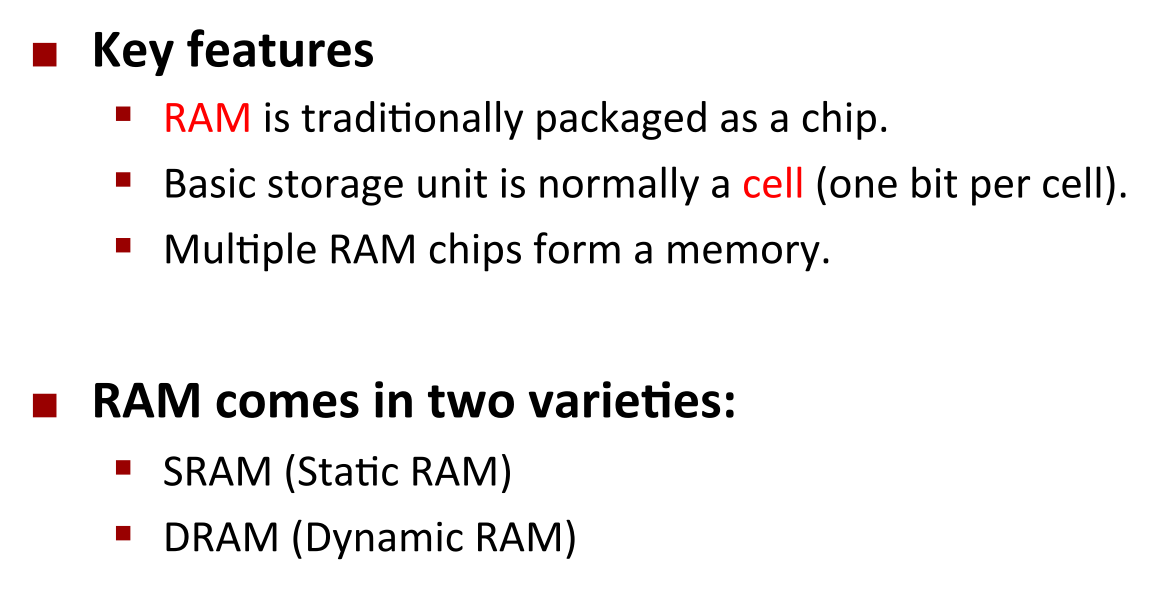 Key features
RAM is traditionally packaged as a chip.
Basic storage unit is normally a cell (one bit per cell).
Multiple RAM chips form a memory.
RAM comes in two varieties:
SRAM (Static RAM)
DRAM (Dynamic RAM)